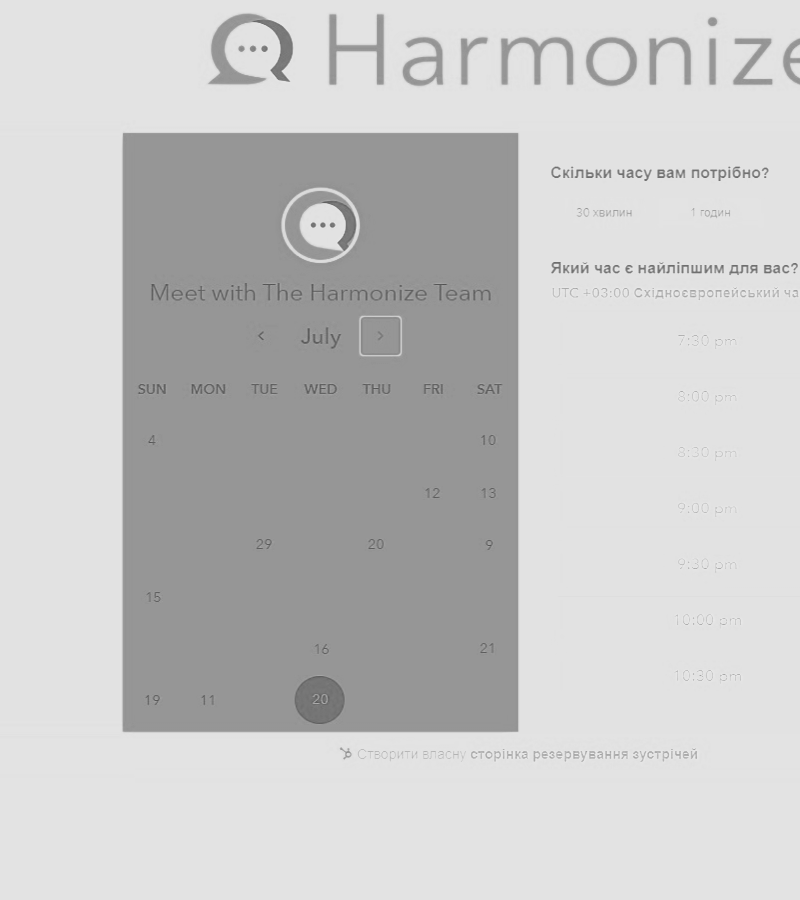 Harmonize
Meet with The Harmonize Team
July
SUN MON TUE WED THU FRI SAT
4 10
12 13
29 20 9
15
16 21
19 11 20
Скільки часу вам потрібно?
30 хвилин 1 годин
Який час є найліпшим для вас?
UTC +03:00 Східноєвропейський ча
7:30 pm
8:00 pm
8:30 pm
9:00 pm
9:30 pm
10:00 pm
10:30 pm
Створити власну сторінка резервування зустрічей